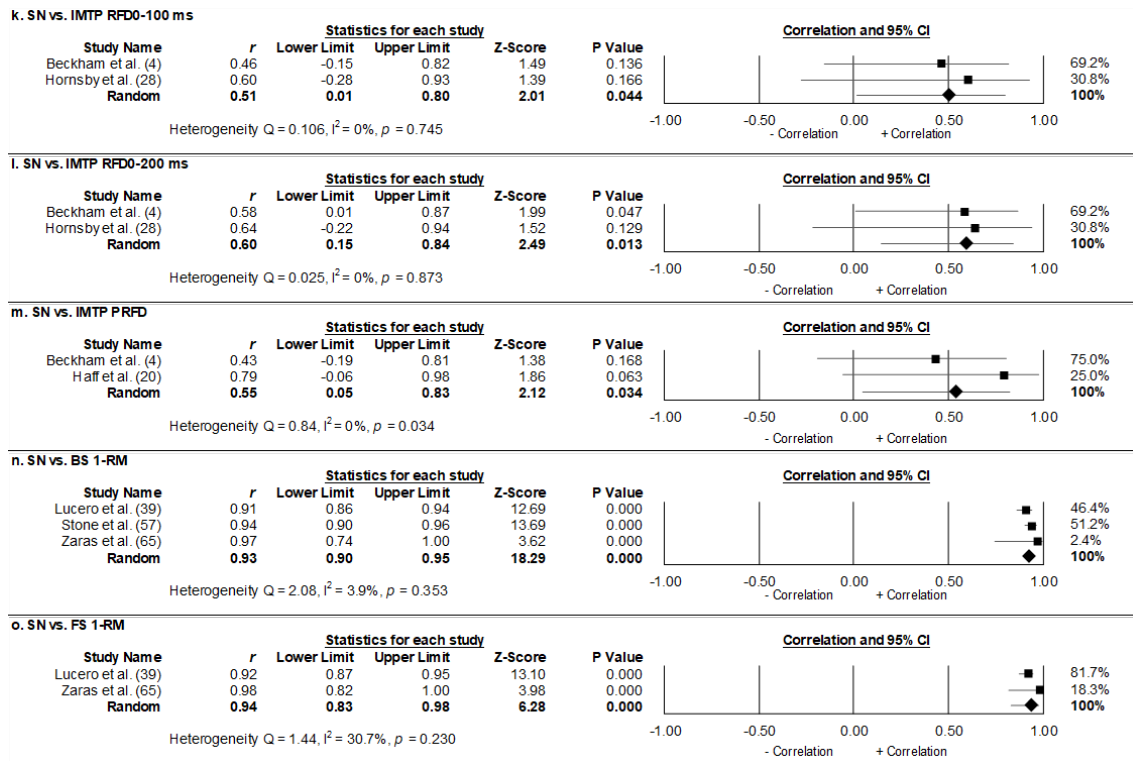 k. SN vs. IMTP RFD0-100 ms
Statistics for each study Correlation and 95% CI
Study Name r Lower Limit Upper Limit Z-Score P Value
Beckham et al. (4) 0.46 -0.15 0.82 1.49 0.136 69.2%
Hornsby et al. (28) 0.60 -0.28 0.93 1.39 0.166 30.8%
Random 0.51 0.01 0.80 2.01 0.044 100%
-1.00 -0.50 0.00 0.50 1.00
Heterogeneity Q = 0.106, I² = 0%, p = 0.745
- Correlation + Correlation
l. SN vs. IMTP RFD0-200 ms
Statistics for each study Correlation and 95% CI
Study Name r Lower Limit Upper Limit Z-Score P Value
Beckham et al. (4) 0.58 0.01 0.87 1.99 0.047 69.2%
Hornsby et al. (28) 0.64 -0.22 0.94 1.52 0.129 30.8%
Random 0.60 0.15 0.84 2.49 0.013 100%
-1.00 -0.50 0.00 0.50 1.00
Heterogeneity Q = 0.025, I² = 0%, p = 0.873
- Correlation + Correlation
m. SN vs. IMTP PRFD
Statistics for each study Correlation and 95% CI
Study Name r Lower Limit Upper Limit Z-Score P Value
Beckham et al. (4) 0.43 -0.19 0.81 1.38 0.168 75.0%
Haff et al. (20) 0.79 -0.06 0.98 1.86 0.063 25.0%
Random 0.55 0.05 0.83 2.12 0.034 100%
-1.00 -0.50 0.00 0.50 1.00
Heterogeneity Q = 0.84, I² = 0%, p = 0.034
- Correlation + Correlation
n. SN vs. BS 1-RM
Statistics for each study Correlation and 95% CI
Study Name r Lower Limit Upper Limit Z-Score P Value
Lucero et al. (39) 0.91 0.86 0.94 12.69 0.000 46.4%
Stone et al. (57) 0.94 0.90 0.96 13.69 0.000 51.2%
Zaras et al. (65) 0.97 0.74 1.00 3.62 0.000 2.4%
Random 0.93 0.90 0.95 18.29 0.000 100%
-1.00 -0.50 0.00 0.50 1.00
Heterogeneity Q = 2.08, I² = 3.9%, p = 0.353
- Correlation + Correlation
o. SN vs. FS 1-RM
Statistics for each study Correlation and 95% CI
Study Name r Lower Limit Upper Limit Z-Score P Value
Lucero et al. (39) 0.92 0.87 0.95 13.10 0.000 81.7%
Zaras et al. (65) 0.98 0.82 1.00 3.98 0.000 18.3%
Random 0.94 0.83 0.98 6.28 0.000 100%
-1.00 -0.50 0.00 0.50 1.00
Heterogeneity Q = 1.44, I² = 30.7%, p = 0.230
- Correlation + Correlation